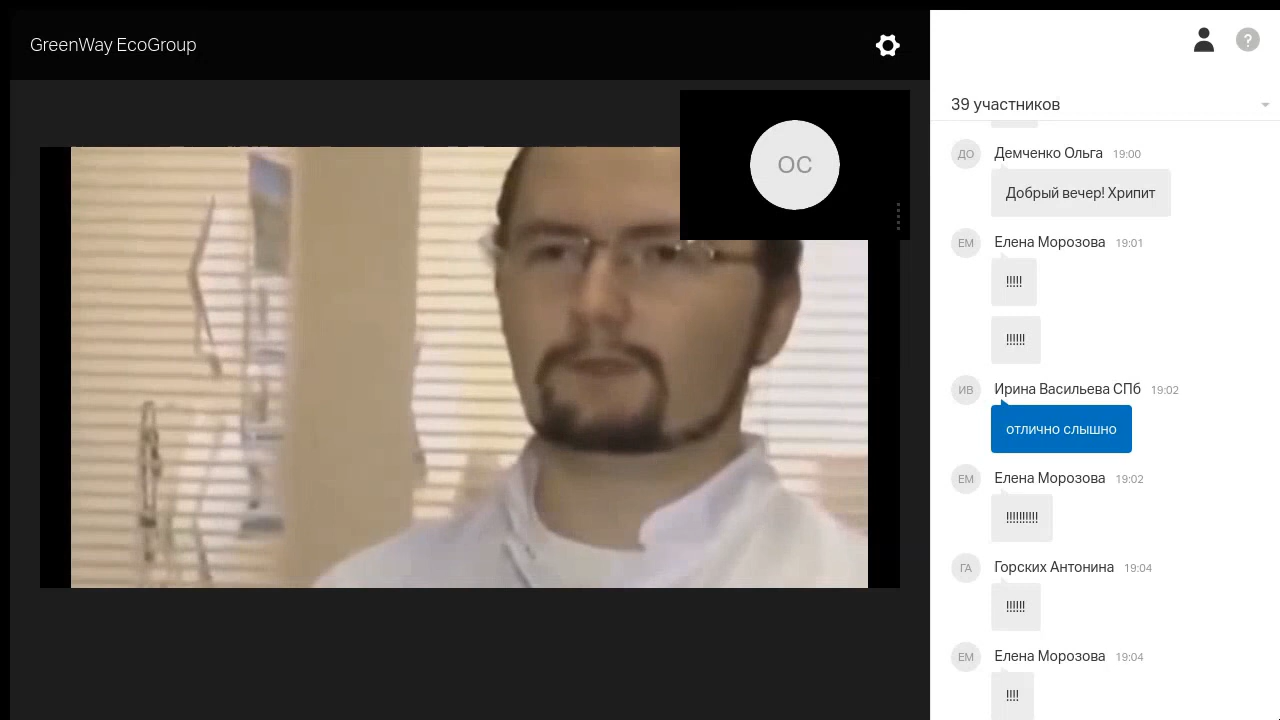 GreenWay EcoGroup
?
39 участников
ОС
ДО
Демченко Ольга 19:00
Добрый вечер! Хрипит
ЕМ
Елена Морозова 19:01
!!!!!
!!!!!!
ИВ
Ирина Васильева СПб 19:02
отлично слышно
ЕМ
Елена Морозова 19:02
!!!!!!!!!!
ГА
Горских Антонина 19:04
!!!!!!
ЕМ
Елена Морозова 19:04
!!!!